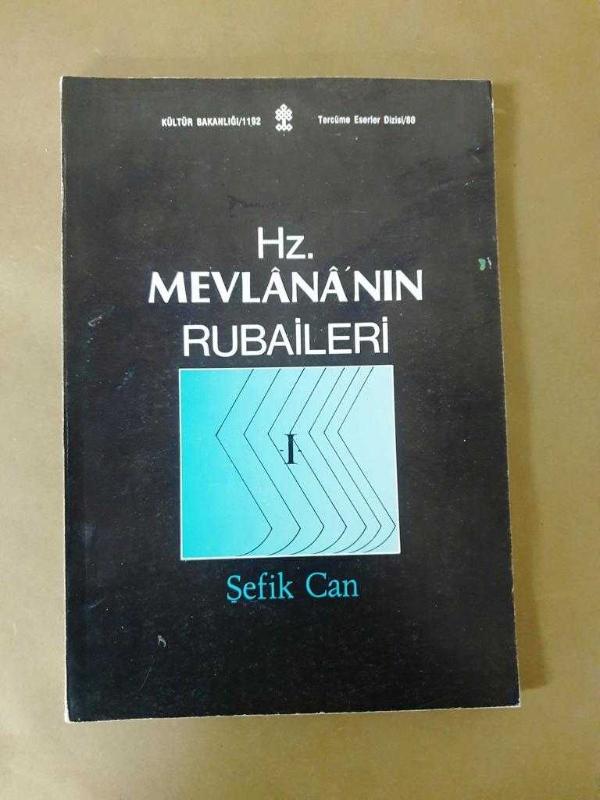 KÜLTÜR BAKANLIĞI/1192 Tercüme Eserler Dizisi/80
Hz.
MEVLÂNÂ'NIN
RUBAİLERİ
-I-
Şefik Can